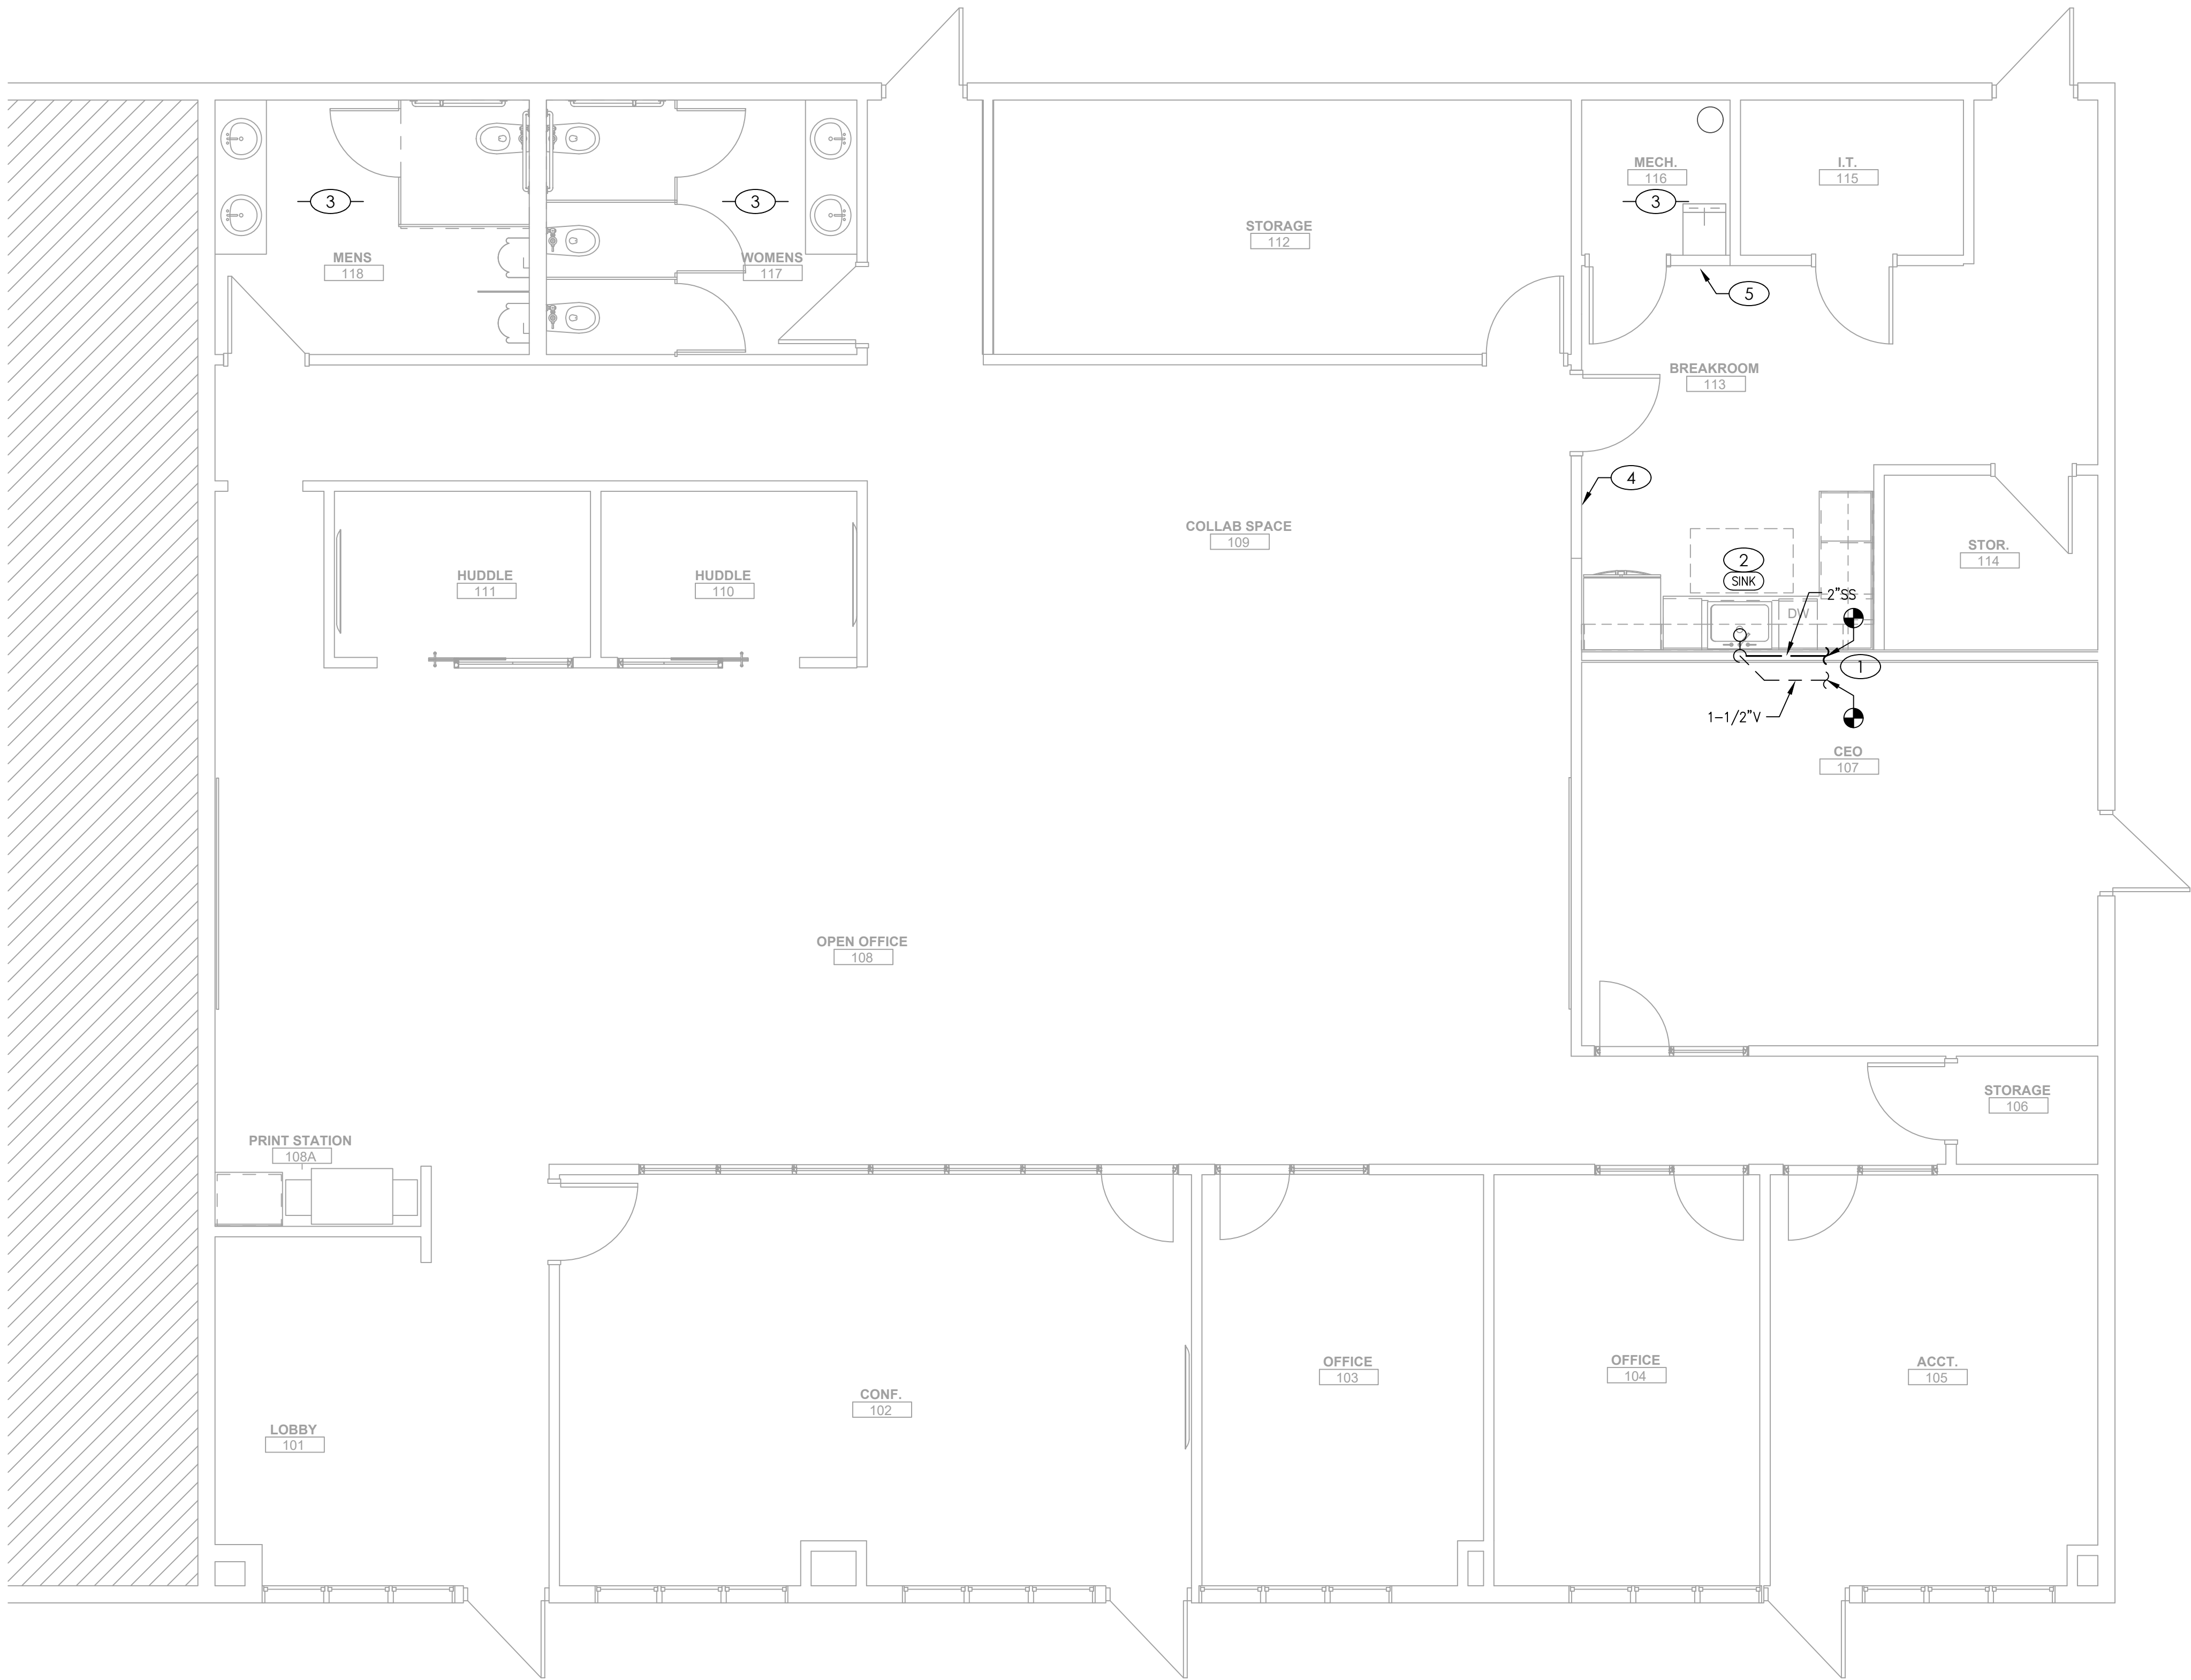 MECH.
116
I.T.
115
3
3
3
STORAGE
112
MENS
118
WOMENS
117
5
BREAKROOM
113
4
COLLAB SPACE
109
STOR.
114
2
SINK
HUDDLE
111
HUDDLE
110
2"SS
DW
1
1-1/2"V
CEO
107
OPEN OFFICE
108
STORAGE
106
PRINT STATION
108A
OFFICE
103
OFFICE
104
ACCT.
105
CONF.
102
LOBBY
101